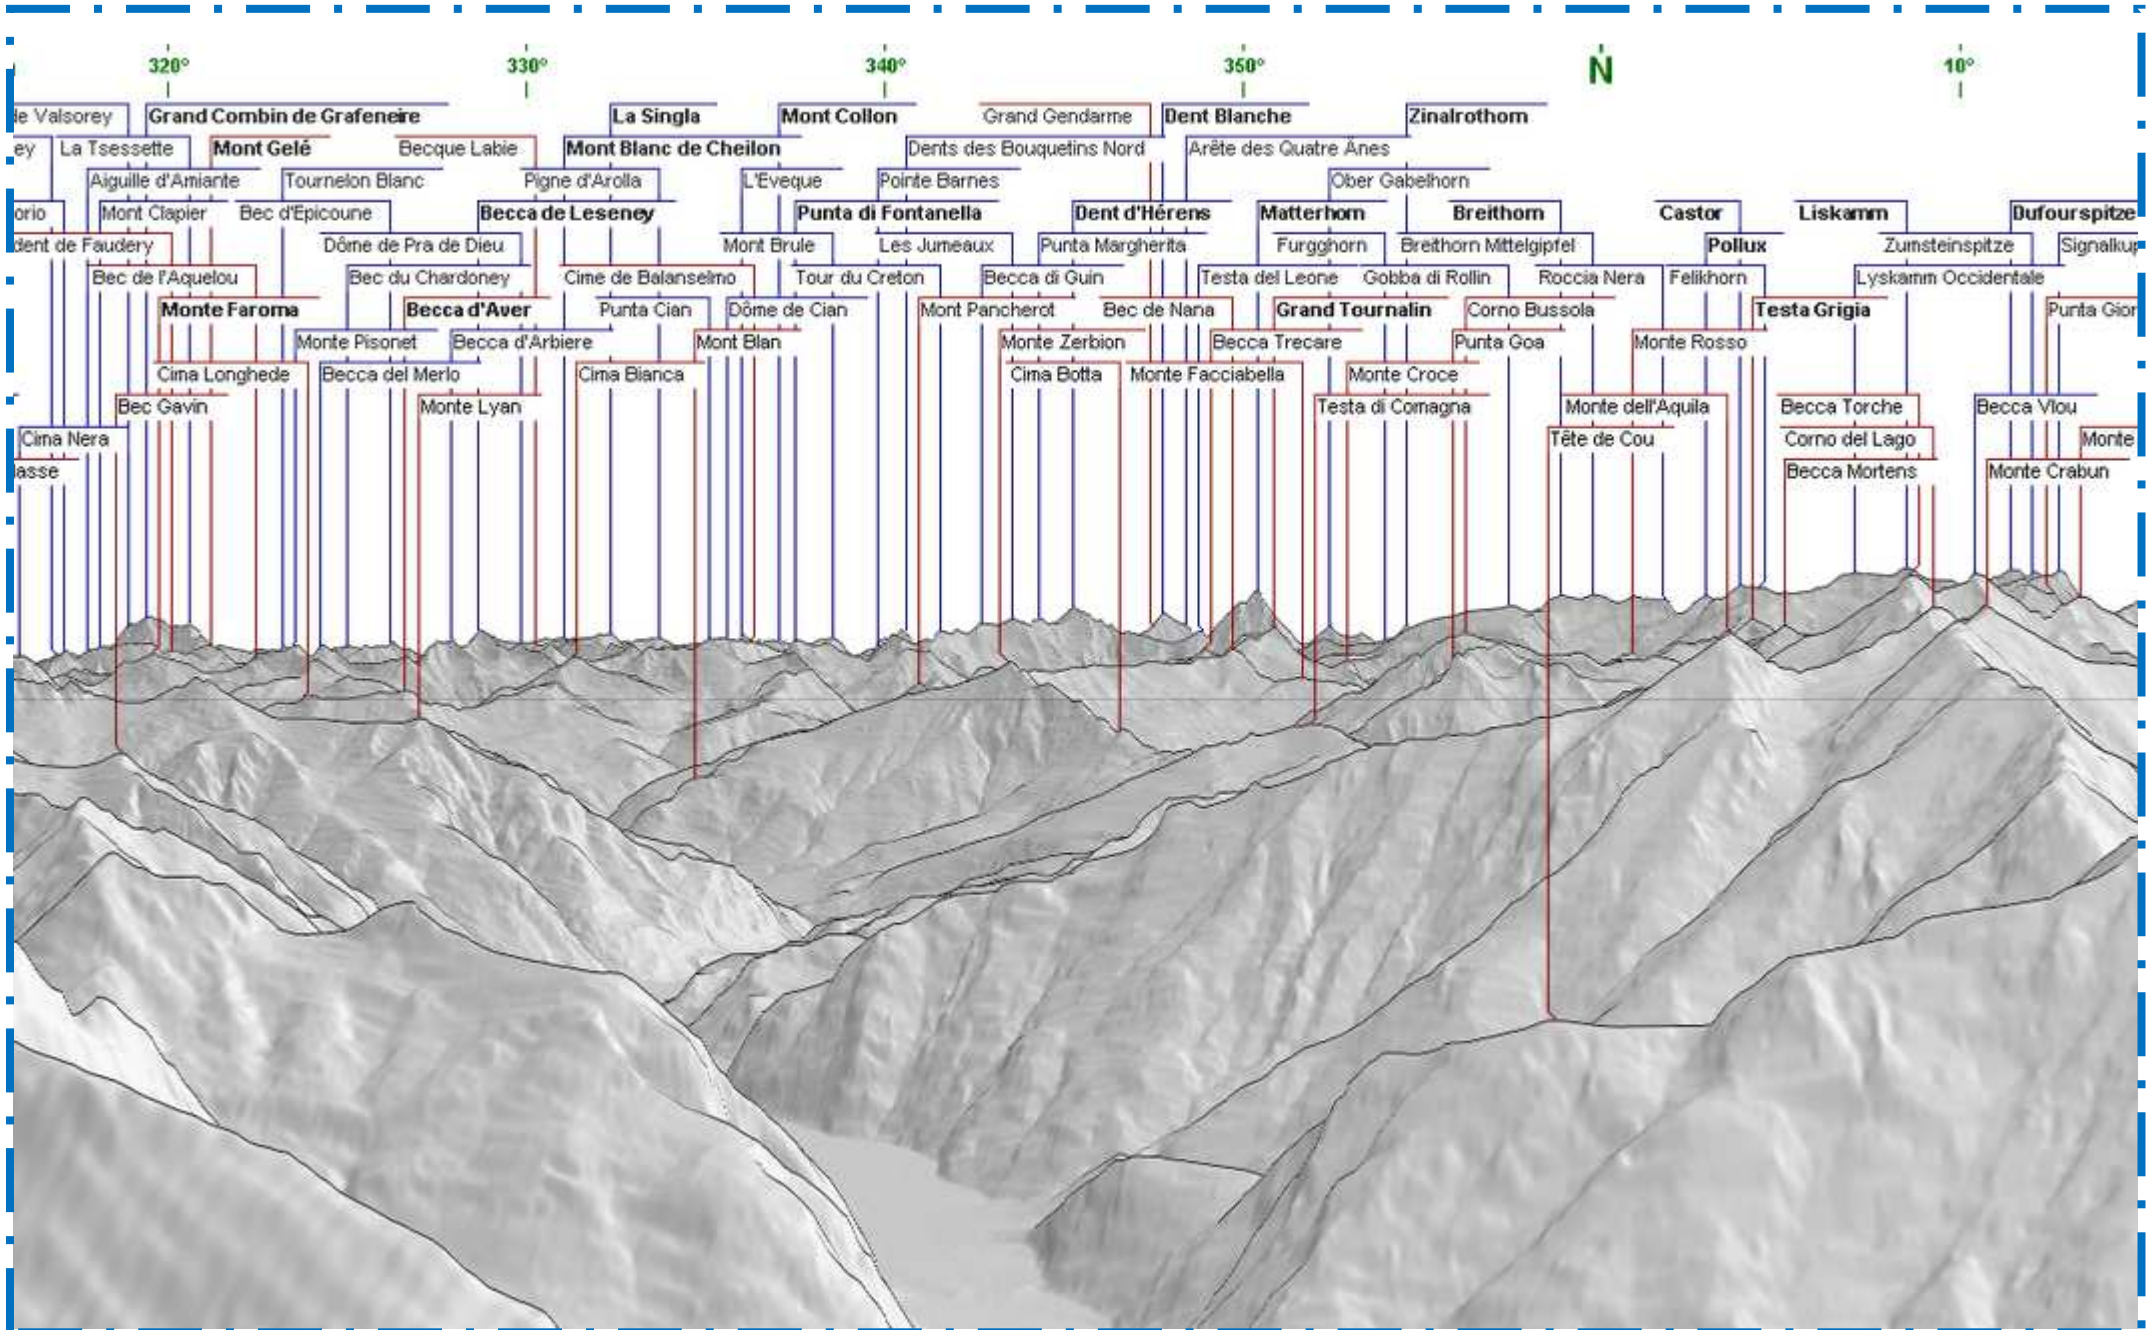 320° 330° 340° 350° N 10°
de Valsorey Grand Combin de Grafeneire La Singla Mont Collon Grand Gendarme Dent Blanche Zinalrothorn
ey La Tsessette Mont Gelé Becque Labie Mont Blanc de Cheilon Dents des Bouquetins Nord Arête des Quatre Ânes
Aiguille d'Amiante Tournelon Blanc Pigne d'Arolla L'Eveque Pointe Barnes Ober Gabelhorn
orio Mont Clapier Bec d'Epicoune Becca de Leseney Punta di Fontanella Dent d'Hérens Matterhorn Breithorn Castor Liskamm Dufourspitze
dent de Faudery Dôme de Pra de Dieu Mont Brule Les Jumeaux Punta Margherita Furgghorn Breithorn Mittelgipfel Pollux Zumsteinspitze Signalkup
Bec de l'Aquelou Bec du Chardoney Cime de Balanselmo Tour du Creton Becca di Guin Testa del Leone Gobba di Rollin Roccia Nera Felikhorn Lyskamm Occidentale
Monte Faroma Becca d'Aver Punta Cian Dôme de Cian Mont Pancherot Bec de Nana Grand Tournalin Corno Bussola Testa Grigia Punta Gior
Monte Pisonet Becca d'Arbiere Mont Blan Monte Zerbion Becca Trecare Punta Goa Monte Rosso
Cima Longhede Becca del Merlo Cima Bianca Cima Botta Monte Facciabella Monte Croce
Bec Gavin Monte Lyan Testa di Comagna Monte dell'Aquila Becca Torche Becca Vlou
Cima Nera Tête de Cou Corno del Lago Monte
lasse Becca Mortens Monte Crabun